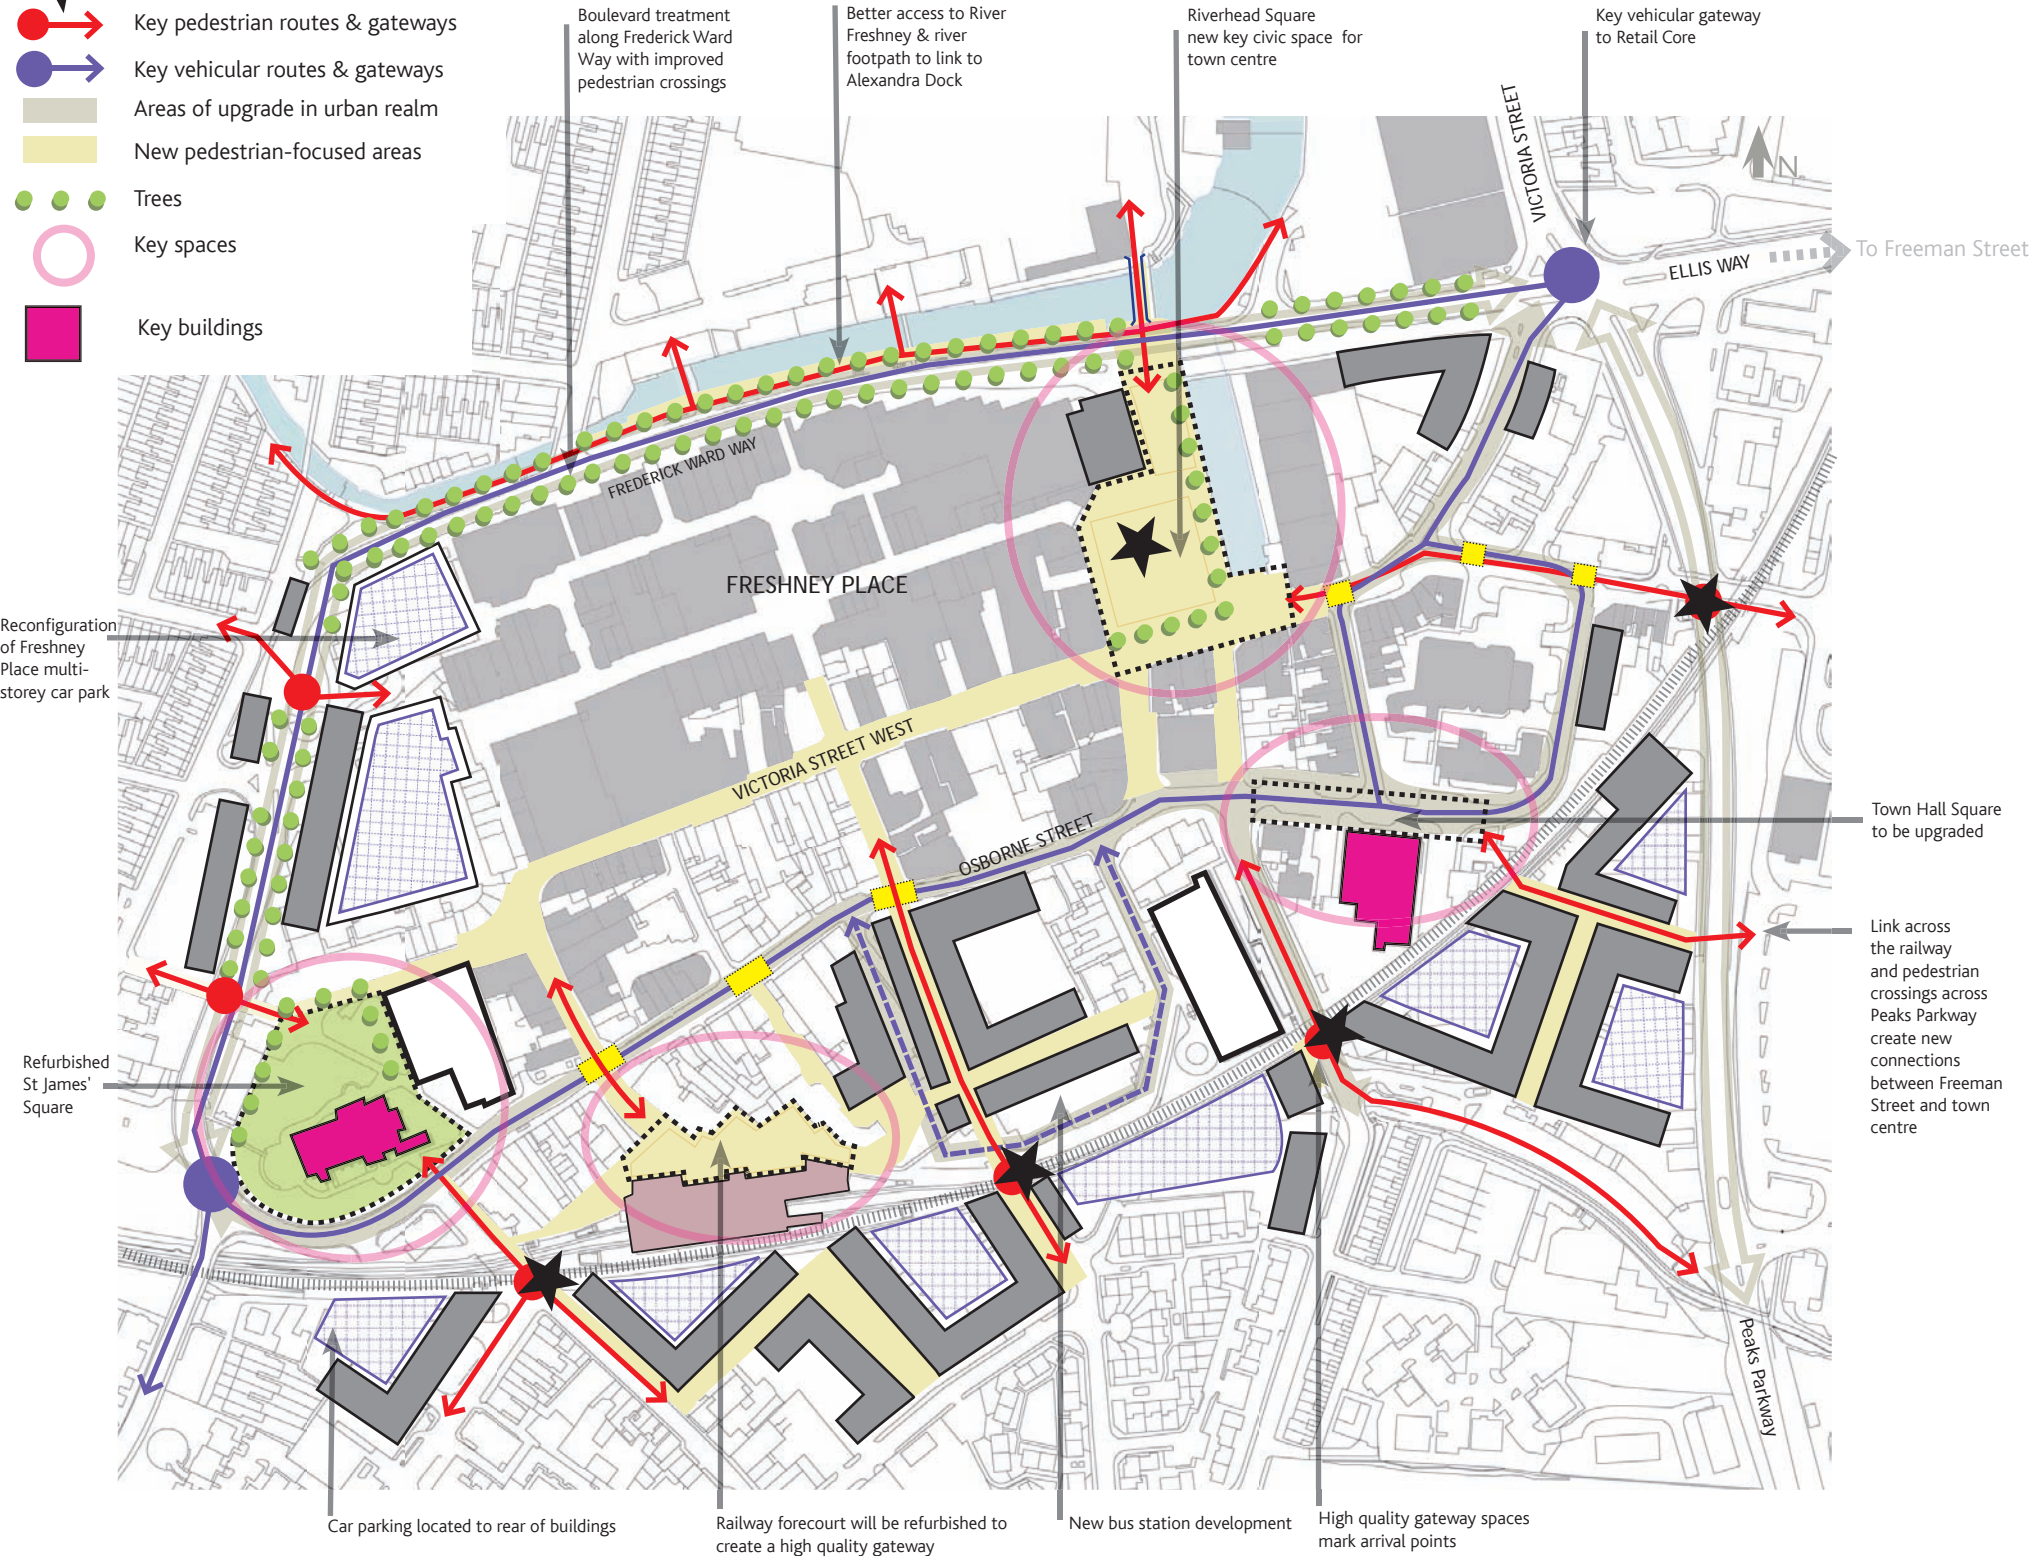 Key pedestrian routes & gateways
Key vehicular routes & gateways
Areas of upgrade in urban realm
New pedestrian-focused areas
Trees
Key spaces
Key buildings
Boulevard treatment
along Frederick Ward
Way with improved
pedestrian crossings
Better access to River
Freshney & river
footpath to link to
Alexandra Dock
Riverhead Square
new key civic space for
town centre
Key vehicular gateway
to Retail Core
VICTORIA STREET
N
ELLIS WAY
To Freeman Street
FREDERICK WARD WAY
FRESHNEY PLACE
Reconfiguration
of Freshney
Place multi-
storey car park
VICTORIA STREET WEST
OSBORNE STREET
Town Hall Square
to be upgraded
Link across
the railway
and pedestrian
crossings across
Peaks Parkway
create new
connections
between Freeman
Street and town
centre
Refurbished
St James'
Square
Peaks Parkway
Car parking located to rear of buildings
Railway forecourt will be refurbished to
create a high quality gateway
New bus station development
High quality gateway spaces
mark arrival points